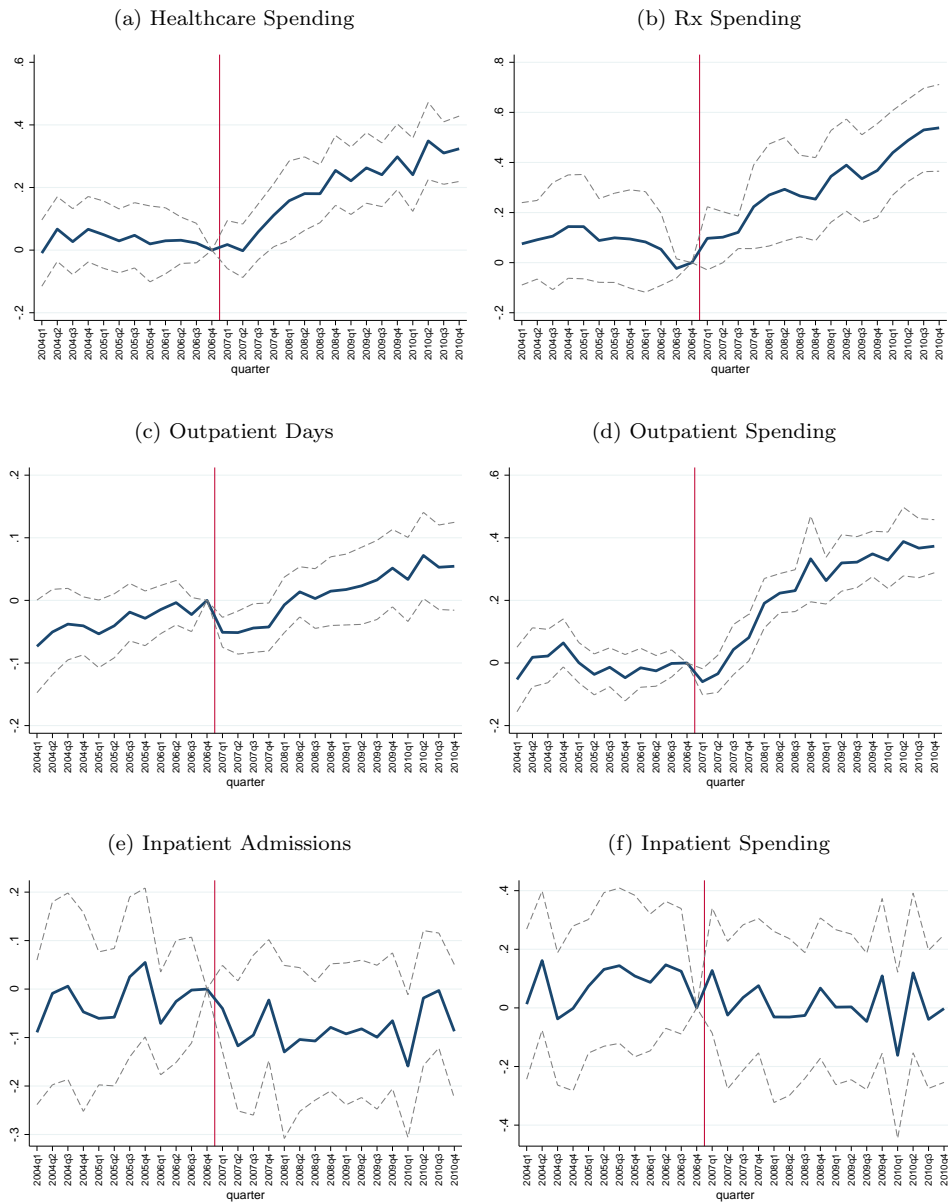 (a) Healthcare Spending
.6
.4
.2
0
-.2
2004q1
2004q2
2004q3
2004q4
2005q1
2005q2
2005q3
2005q4
2006q1
2006q2
2006q3
2006q4
2007q1
2007q2
2007q3
2007q4
2008q1
2008q2
2008q3
2008q4
2009q1
2009q2
2009q3
2009q4
2010q1
2010q2
2010q3
2010q4
quarter
(b) Rx Spending
.8
.6
.4
.2
0
-.2
2004q1
2004q2
2004q3
2004q4
2005q1
2005q2
2005q3
2005q4
2006q1
2006q2
2006q3
2006q4
2007q1
2007q2
2007q3
2007q4
2008q1
2008q2
2008q3
2008q4
2009q1
2009q2
2009q3
2009q4
2010q1
2010q2
2010q3
2010q4
quarter
(c) Outpatient Days
.2
.1
0
-.1
-.2
2004q1
2004q2
2004q3
2004q4
2005q1
2005q2
2005q3
2005q4
2006q1
2006q2
2006q3
2006q4
2007q1
2007q2
2007q3
2007q4
2008q1
2008q2
2008q3
2008q4
2009q1
2009q2
2009q3
2009q4
2010q1
2010q2
2010q3
2010q4
quarter
(d) Outpatient Spending
.6
.4
.2
0
-.2
2004q1
2004q2
2004q3
2004q4
2005q1
2005q2
2005q3
2005q4
2006q1
2006q2
2006q3
2006q4
2007q1
2007q2
2007q3
2007q4
2008q1
2008q2
2008q3
2008q4
2009q1
2009q2
2009q3
2009q4
2010q1
2010q2
2010q3
2010q4
quarter
(e) Inpatient Admissions
.2
.1
0
-.1
-.2
-.3
2004q1
2004q2
2004q3
2004q4
2005q1
2005q2
2005q3
2005q4
2006q1
2006q2
2006q3
2006q4
2007q1
2007q2
2007q3
2007q4
2008q1
2008q2
2008q3
2008q4
2009q1
2009q2
2009q3
2009q4
2010q1
2010q2
2010q3
2010q4
quarter
(f) Inpatient Spending
.4
.2
0
-.2
-.4
2004q1
2004q2
2004q3
2004q4
2005q1
2005q2
2005q3
2005q4
2006q1
2006q2
2006q3
2006q4
2007q1
2007q2
2007q3
2007q4
2008q1
2008q2
2008q3
2008q4
2009q1
2009q2
2009q3
2009q4
2010q1
2010q2
2010q3
2010q4
quarter